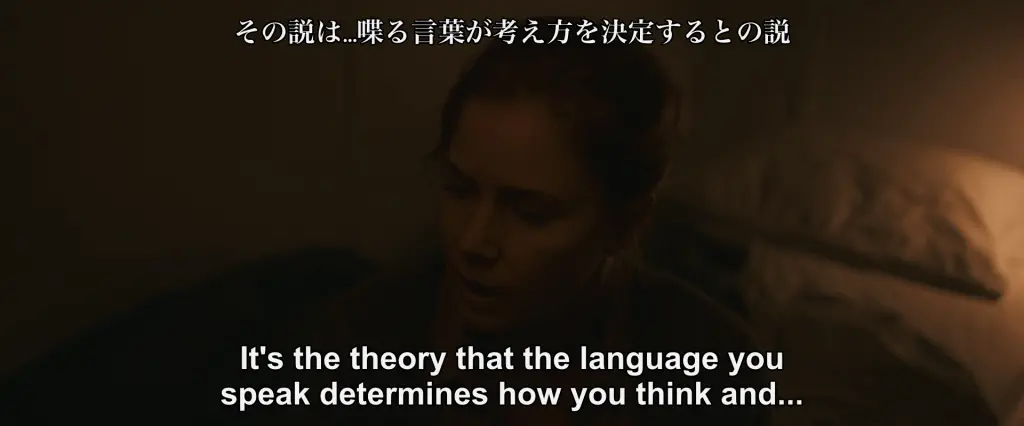 その説は…喋る言葉が考え方を決定するとの説
It's the theory that the language you
speak determines how you think and...